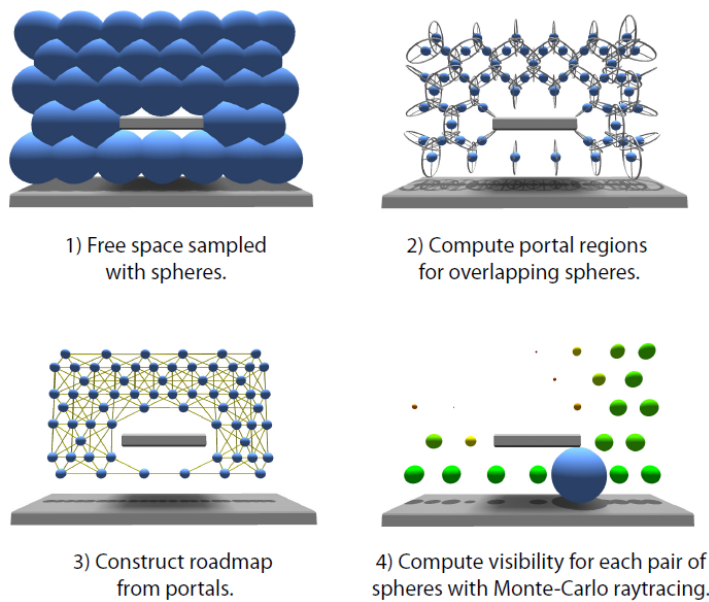 1) Free space sampled
with spheres.
2) Compute portal regions
for overlapping spheres.
3) Construct roadmap
from portals.
4) Compute visibility for each pair of
spheres with Monte-Carlo raytracing.